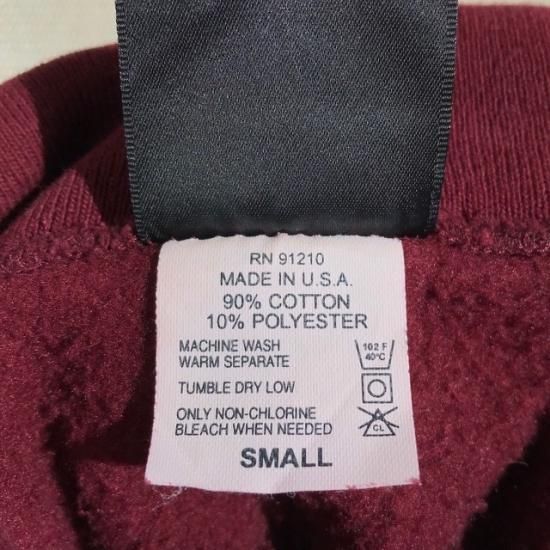 RN 91210
MADE IN U.S.A.
90% COTTON
10% POLYESTER
MACHINE WASH
WARM SEPARATE
102 F
40°C
TUMBLE DRY LOW
ONLY NON-CHLORINE
BLEACH WHEN NEEDED
CL
SMALL